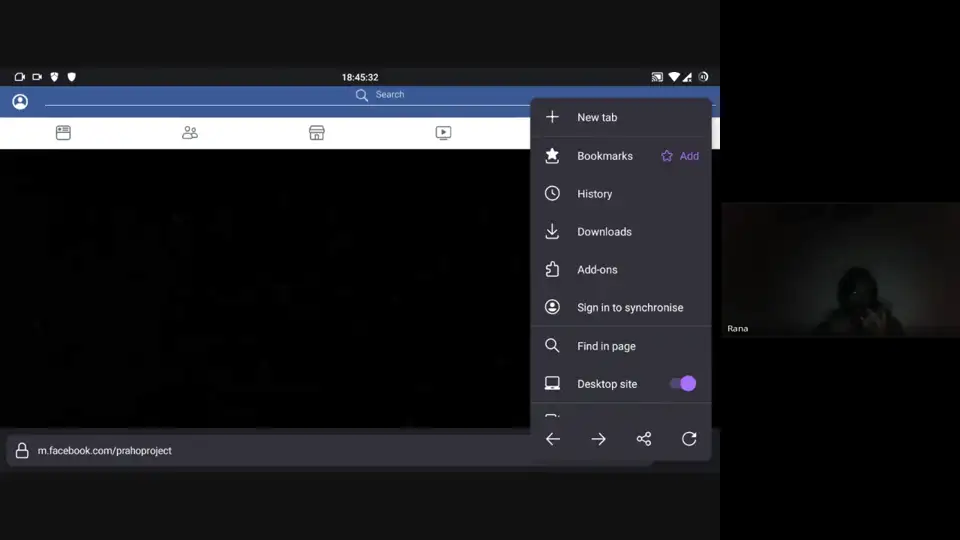 18:45:32
Search
New tab
Bookmarks
Add
History
Downloads
Add-ons
Sign in to synchronise
Find in page
Desktop site
m.facebook.com/prahoproject
Rana